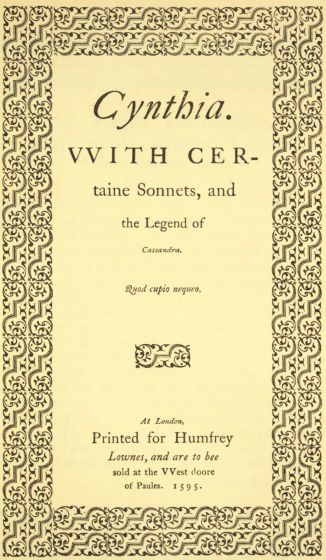 Cynthia.
VVITH CER-
taine Sonnets, and
the Legend of
Cassandra.
Quod cupio nequeo.
At London,
Printed for Humfrey
Lownes, and are to bee
sold at the VVest doore
of Paules. 1595.